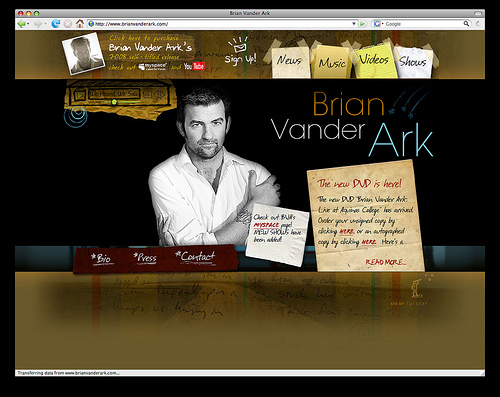 Brian Vander Ark
http://www.brianvanderark.com/
Google
Click here to purchase
Brian Vander Ark's
2008 self-titled release
check out myspace and You Tube
Sign Up!
News
Music
Videos
Shows
Brian
Vander
Ark
The new DVD is here!
The new DVD 'Brian Vander Ark:
Live at Aquinas College' has arrived.
Order your unsigned copy by
clicking HERE, or an autographed
copy by clicking HERE. Here's a
READ MORE...
Check out BVA's
MYSPACE page!
NEW SHOWS have
been added!
*Bio
*Press
*Contact
Transferring data from www.brianvanderark.com...